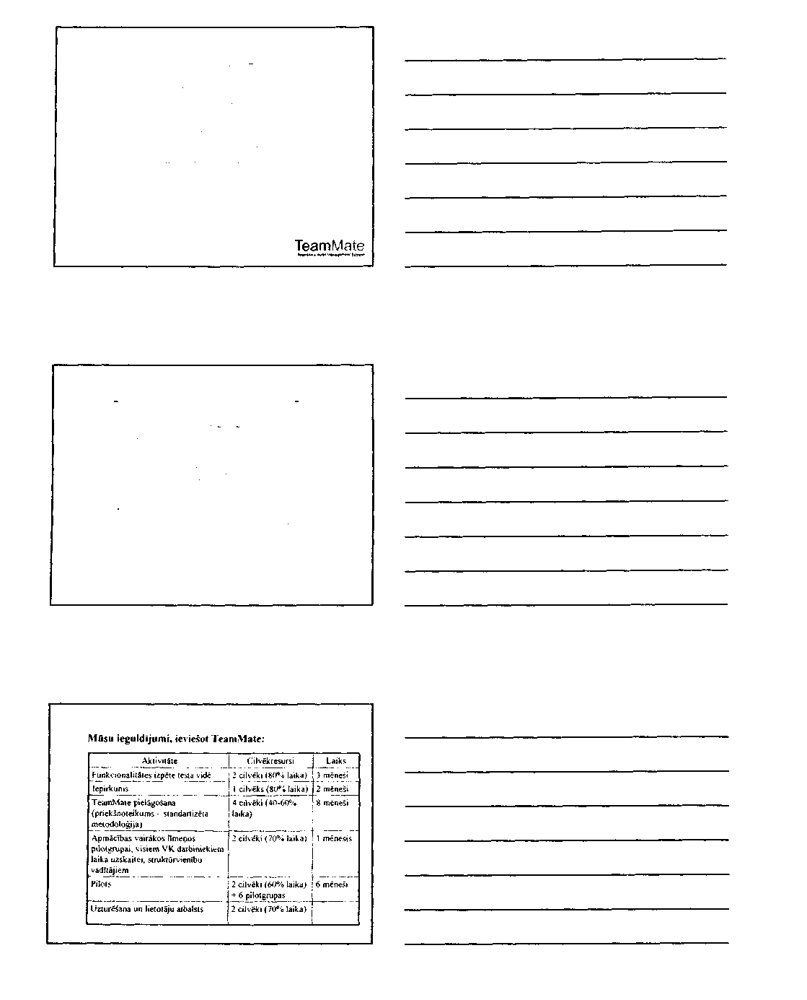 TeamMate
Mūsu ieguldījumi, ieviešot TeamMate:
Aktivitāte Cilvēkresursi Laiks
Funkcionalitātes izpēte testa vidē 2 cilvēki (80% laika) 3 mēneši
Iepirkums 1 cilvēks (80% laika) 2 mēneši
TeamMate pielāgošana 4 cilvēki (40-60% 8 mēneši
(priekšnoteikums - standartizēta laika)
metodoloģija)
Apmācības vairākos līmeņos 2 cilvēki (70% laika) 1 mēnesis
pilotgrupai, visiem VK darbiniekiem
laika uzskaitei, struktūrvienību
vadītājiem
Pilots 2 cilvēki (60% laika) 6 mēneši
+ 6 pilotgrupas
Uzturēšana un lietotāju atbalsts 2 cilvēki (70% laika)